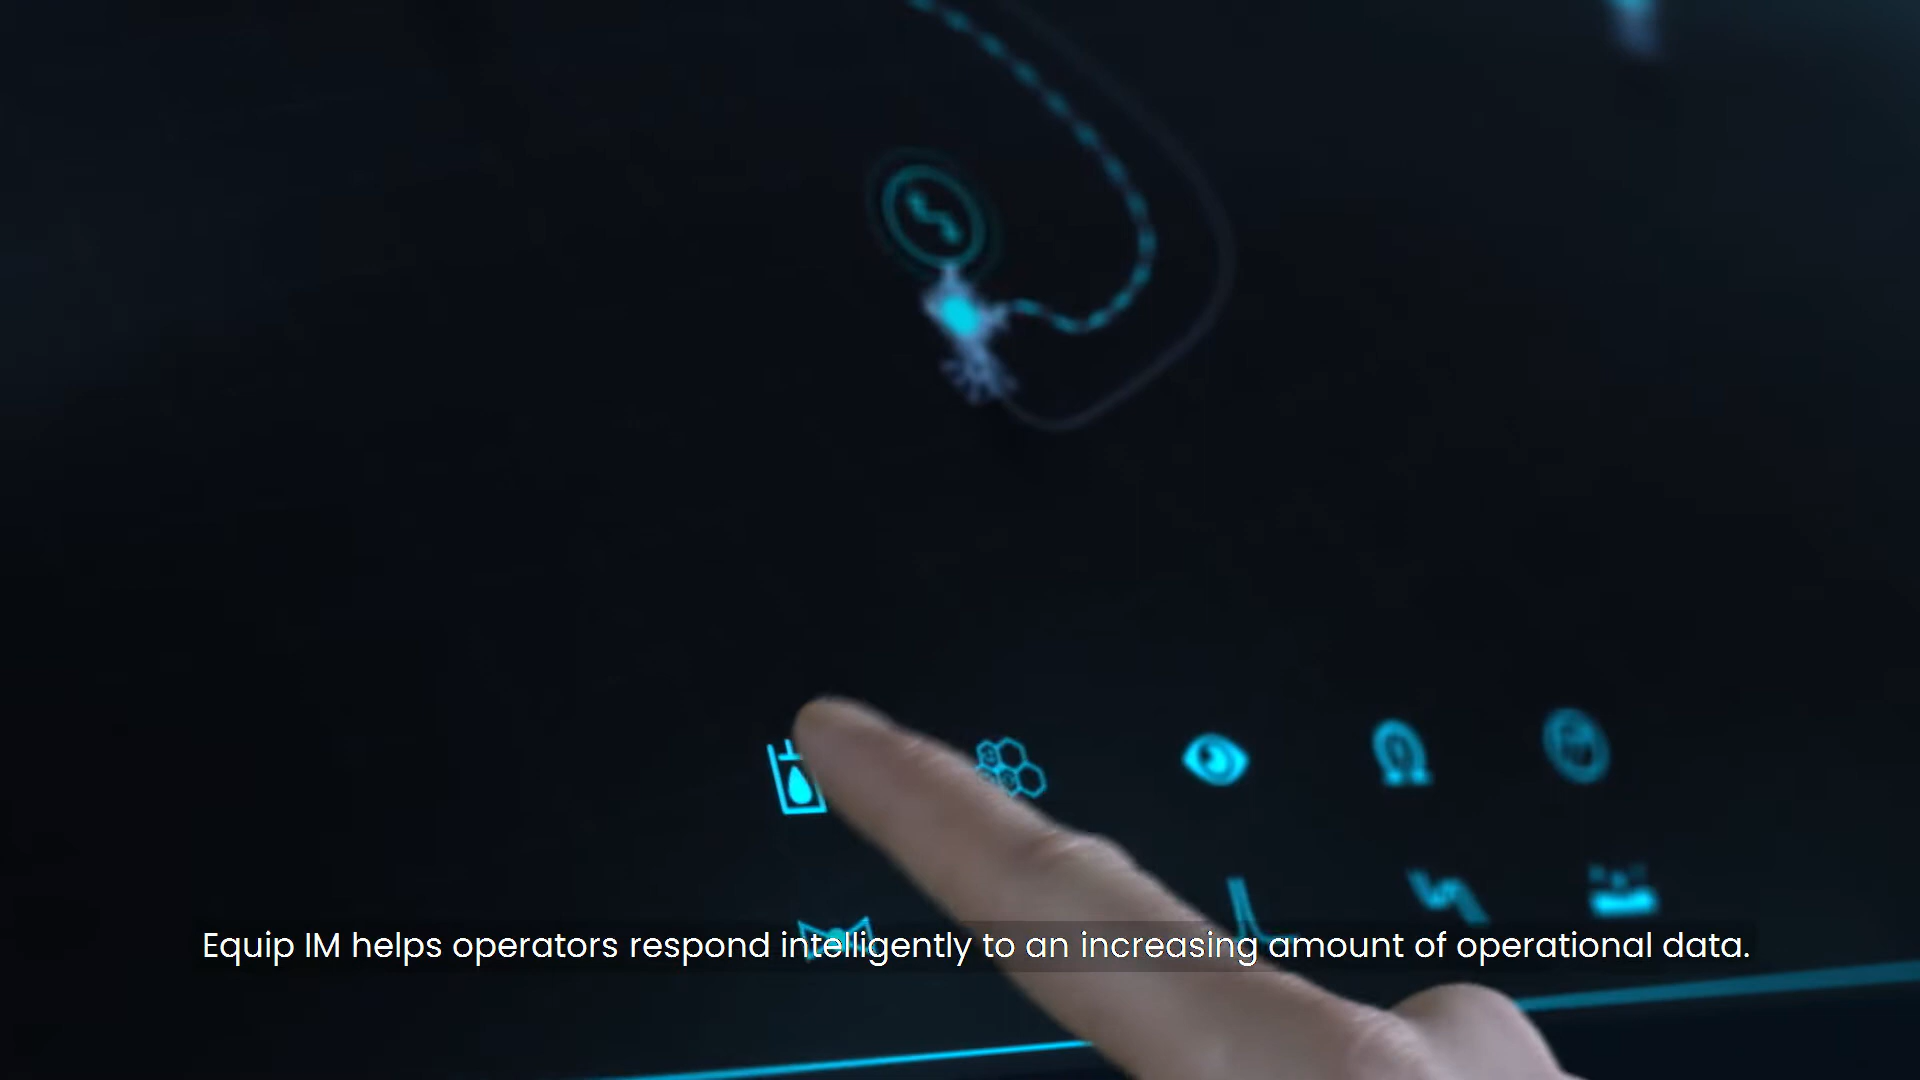 Equip IM helps operators respond intelligently to an increasing amount of operational data.